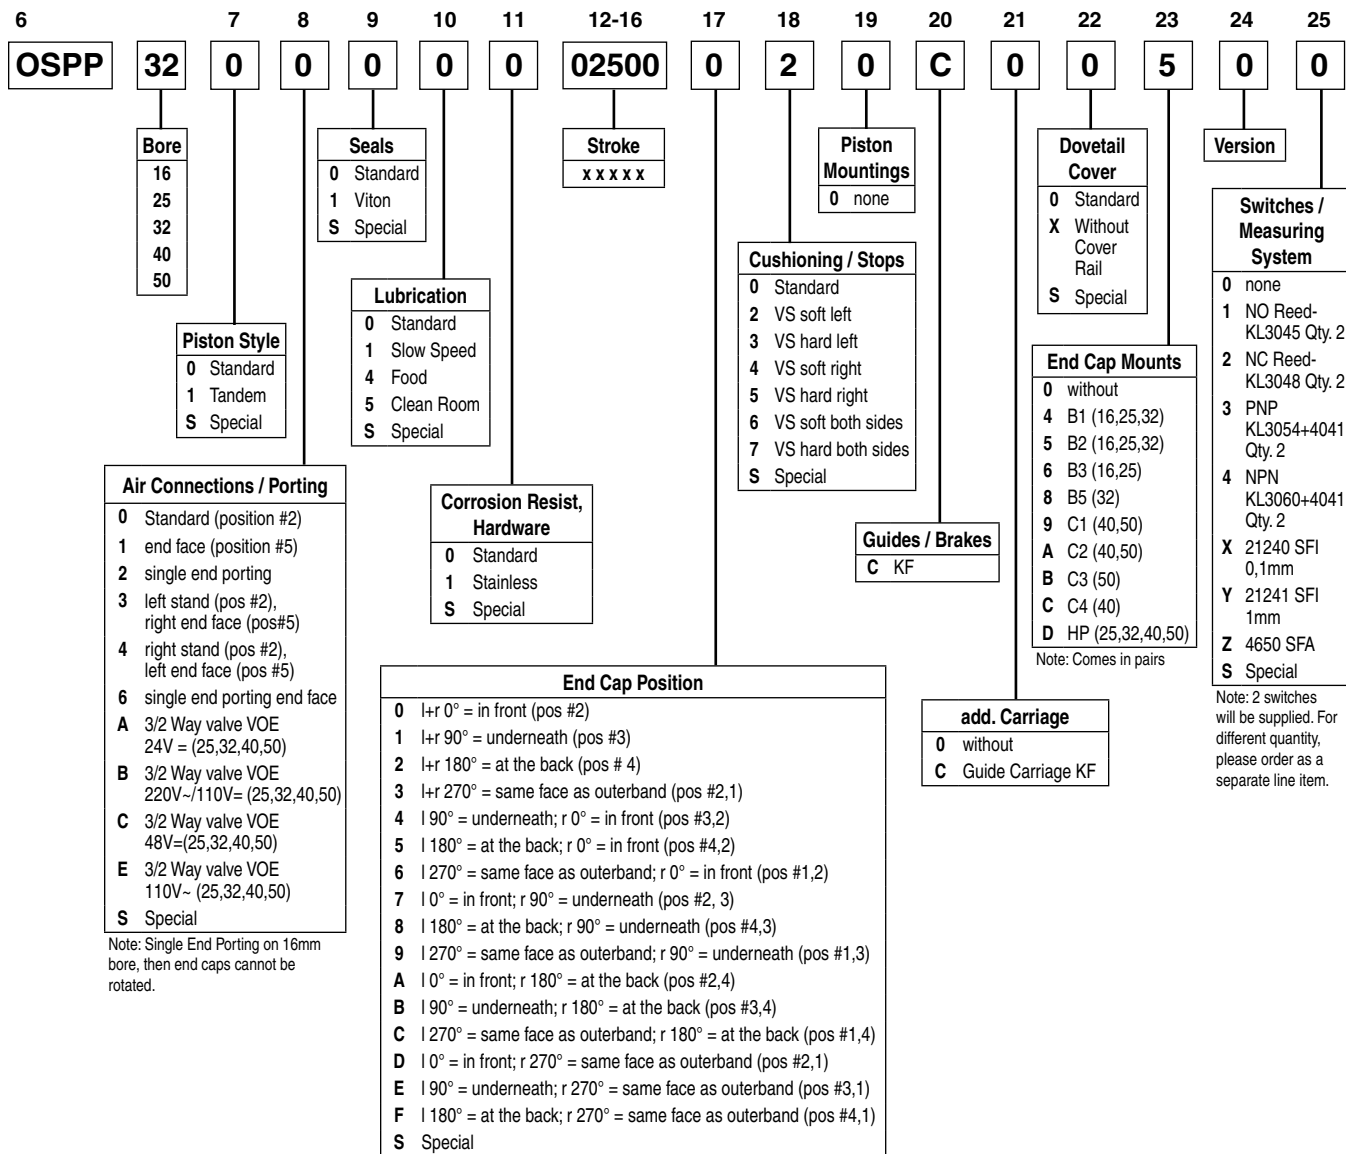 6 7 8 9 10 11 12-16 17 18 19 20 21 22 23 24 25
OSPP 32 0 0 0 0 0 02500 0 2 0 C 0 0 5 0 0
Bore
16
25
32
40
50
Piston Style
0 Standard
1 Tandem
S Special
Air Connections / Porting
0 Standard (position #2)
1 end face (position #5)
2 single end porting
3 left stand (pos #2),
right end face (pos#5)
4 right stand (pos #2),
left end face (pos #5)
6 single end porting end face
A 3/2 Way valve VOE
24V = (25,32,40,50)
B 3/2 Way valve VOE
220V~/110V= (25,32,40,50)
C 3/2 Way valve VOE
48V=(25,32,40,50)
E 3/2 Way valve VOE
110V~ (25,32,40,50)
S Special
Note: Single End Porting on 16mm
bore, then end caps cannot be
rotated.
Seals
0 Standard
1 Viton
S Special
Lubrication
0 Standard
1 Slow Speed
4 Food
5 Clean Room
S Special
Corrosion Resist,
Hardware
0 Standard
1 Stainless
S Special
Stroke
x x x x x
End Cap Position
0 l+r 0° = in front (pos #2)
1 l+r 90° = underneath (pos #3)
2 l+r 180° = at the back (pos # 4)
3 l+r 270° = same face as outerband (pos #2,1)
4 l 90° = underneath; r 0° = in front (pos #3,2)
5 l 180° = at the back; r 0° = in front (pos #4,2)
6 l 270° = same face as outerband; r 0° = in front (pos #1,2)
7 l 0° = in front; r 90° = underneath (pos #2, 3)
8 l 180° = at the back; r 90° = underneath (pos #4,3)
9 l 270° = same face as outerband; r 90° = underneath (pos #1,3)
A l 0° = in front; r 180° = at the back (pos #2,4)
B l 90° = underneath; r 180° = at the back (pos #3,4)
C l 270° = same face as outerband; r 180° = at the back (pos #1,4)
D l 0° = in front; r 270° = same face as outerband (pos #2,1)
E l 90° = underneath; r 270° = same face as outerband (pos #3,1)
F l 180° = at the back; r 270° = same face as outerband (pos #4,1)
S Special
Cushioning / Stops
0 Standard
2 VS soft left
3 VS hard left
4 VS soft right
5 VS hard right
6 VS soft both sides
7 VS hard both sides
S Special
Piston
Mountings
0 none
Guides / Brakes
C KF
add. Carriage
0 without
C Guide Carriage KF
Dovetail
Cover
0 Standard
X Without
Cover
Rail
S Special
End Cap Mounts
0 without
4 B1 (16,25,32)
5 B2 (16,25,32)
6 B3 (16,25)
8 B5 (32)
9 C1 (40,50)
A C2 (40,50)
B C3 (50)
C C4 (40)
D HP (25,32,40,50)
Note: Comes in pairs
Version
Switches /
Measuring
System
0 none
1 NO Reed-
KL3045 Qty. 2
2 NC Reed-
KL3048 Qty. 2
3 PNP
KL3054+4041
Qty. 2
4 NPN
KL3060+4041
Qty. 2
X 21240 SFI
0,1mm
Y 21241 SFI
1mm
Z 4650 SFA
S Special
Note: 2 switches
will be supplied. For
different quantity,
please order as a
separate line item.